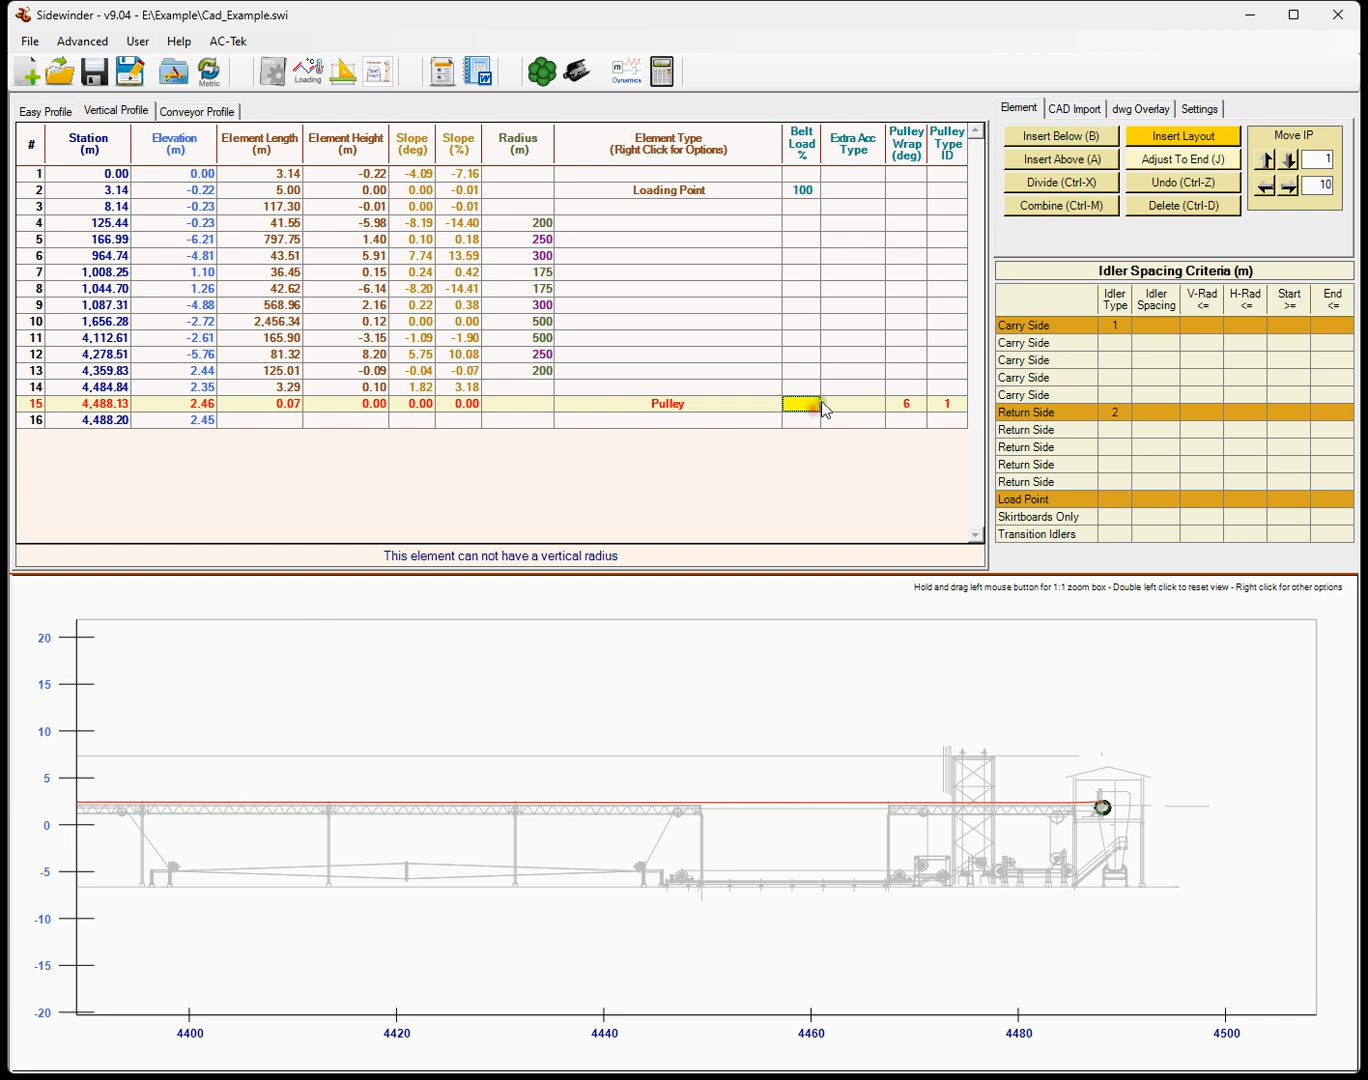 Sidewinder - v9.04 - E:\Example\Cad_Example.swi
File Advanced User Help AC-Tek
Loading Metric Dynamics
Easy Profile Vertical Profile Conveyor Profile
# Station (m) Elevation (m) Element Length (m) Element Height (m) Slope (deg) Slope (%) Radius (m) Element Type (Right Click for Options) Belt Load % Extra Acc Type Pulley Wrap (deg) Pulley Type ID
1 0.00 0.00 3.14 -0.22 -4.09 -7.16
2 3.14 -0.22 5.00 0.00 0.00 -0.01 Loading Point 100
3 8.14 -0.23 117.30 -0.01 0.00 -0.01
4 125.44 -0.23 41.55 -5.98 -8.19 -14.40 200
5 166.99 -6.21 797.75 1.40 0.10 0.18 250
6 964.74 -4.81 43.51 5.91 7.74 13.59 300
7 1,008.25 1.10 36.45 0.15 0.24 0.42 175
8 1,044.70 1.26 42.62 -6.14 -8.20 -14.41 175
9 1,087.31 -4.88 568.96 2.16 0.22 0.38 300
10 1,656.28 -2.72 2,456.34 0.12 0.00 0.00 500
11 4,112.61 -2.61 165.90 -3.15 -1.09 -1.90 500
12 4,278.51 -5.76 81.32 8.20 5.75 10.08 250
13 4,359.83 2.44 125.01 -0.09 -0.04 -0.07 200
14 4,484.84 2.35 3.29 0.10 1.82 3.18
15 4,488.13 2.46 0.07 0.00 0.00 0.00 Pulley 6 1
16 4,488.20 2.45
This element can not have a vertical radius
Element CAD Import dwg Overlay Settings
Insert Below (B) Insert Layout Move IP
Insert Above (A) Adjust To End (J) 1
Divide (Ctrl-X) Undo (Ctrl-Z) 10
Combine (Ctrl-M) Delete (Ctrl-D)
Idler Spacing Criteria (m)
Idler Type Idler Spacing V-Rad <= H-Rad <= Start >= End <=
Carry Side 1
Carry Side
Carry Side
Carry Side
Carry Side
Return Side 2
Return Side
Return Side
Return Side
Return Side
Load Point
Skirtboards Only
Transition Idlers
Hold and drag left mouse button for 1:1 zoom box - Double left click to reset view - Right click for other options
20
15
10
5
0
-5
-10
-15
-20
4400 4420 4440 4460 4480 4500